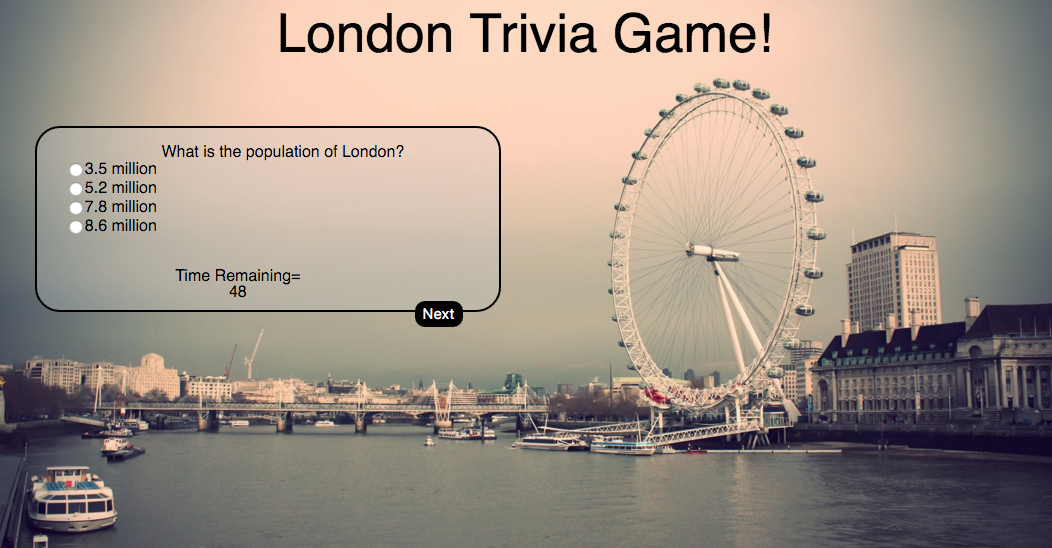 London Trivia Game!
What is the population of London?
3.5 million
5.2 million
7.8 million
8.6 million
Time Remaining=
48
Next